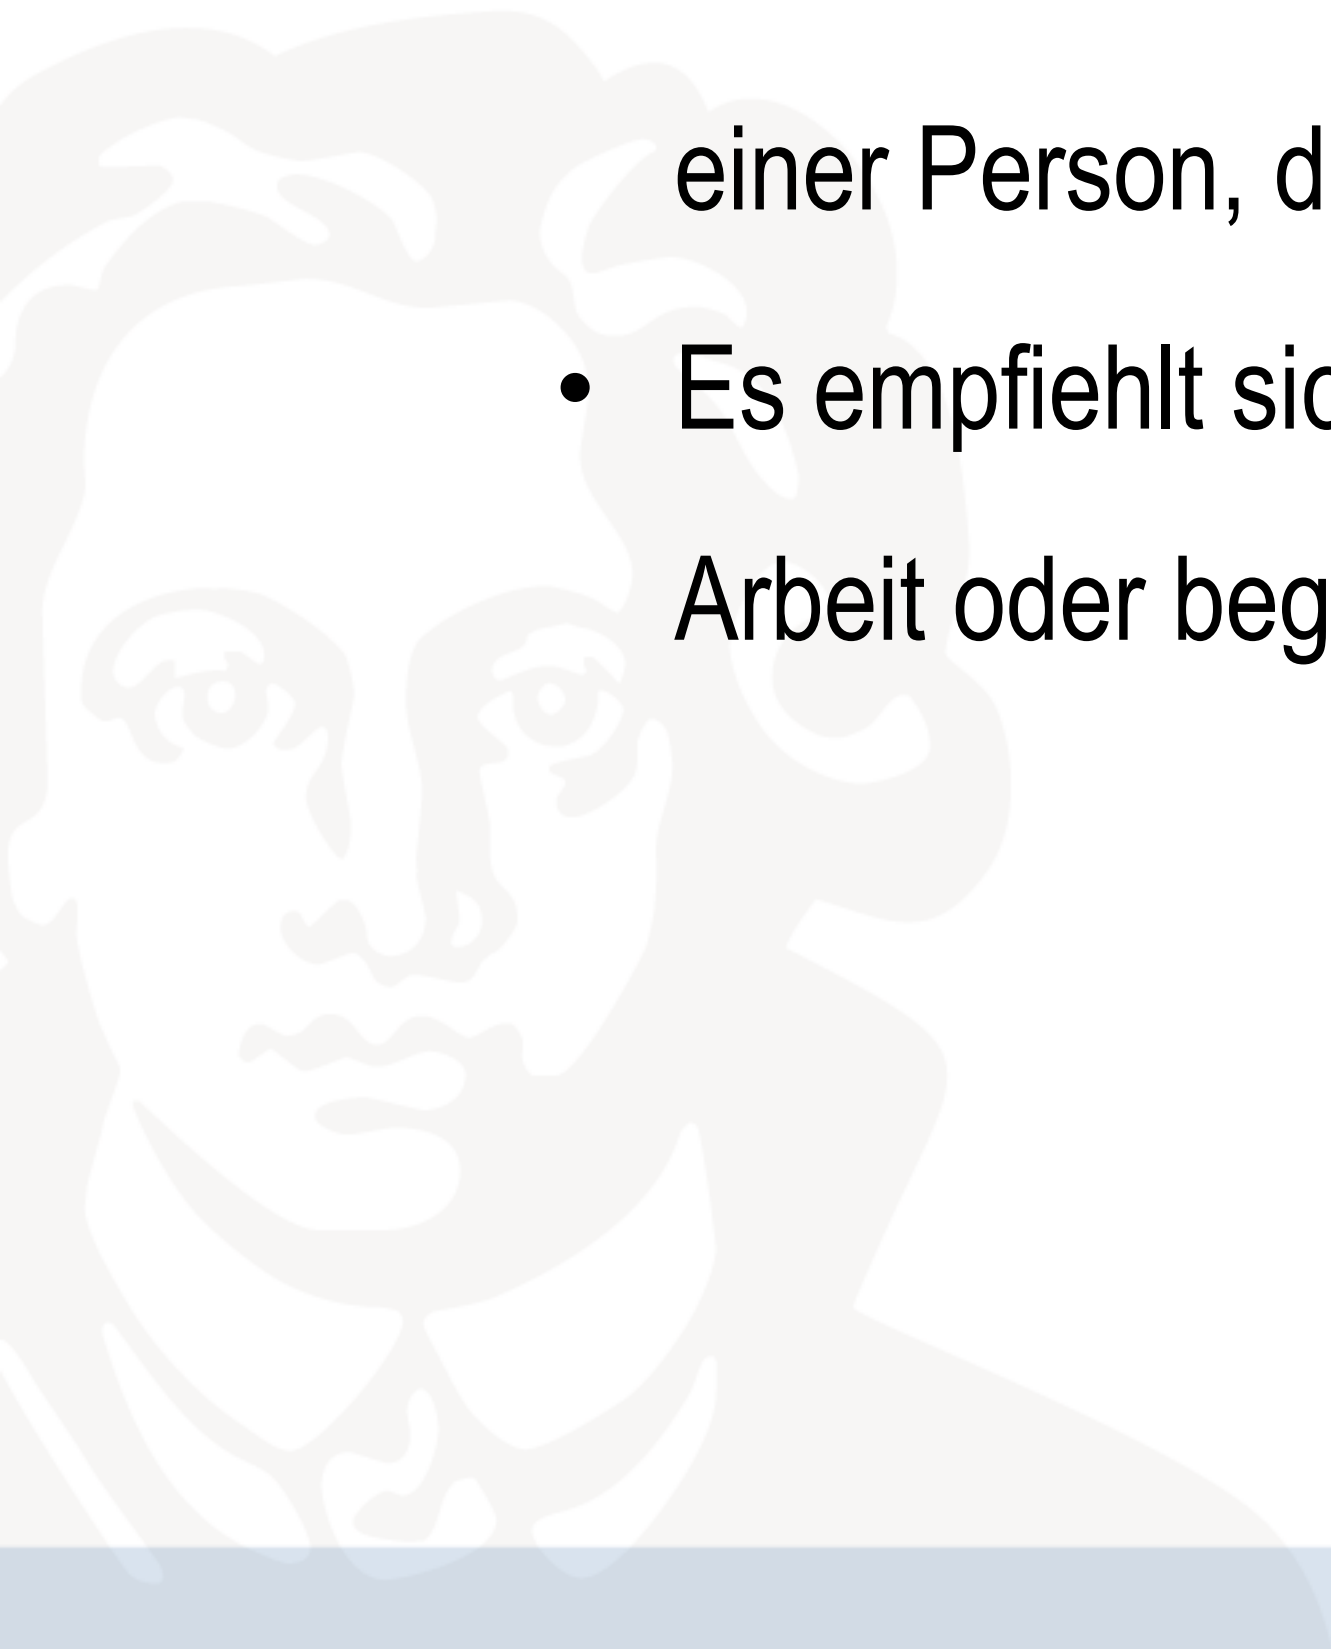 einer Person, d
• Es empfiehlt sic
Arbeit oder beg